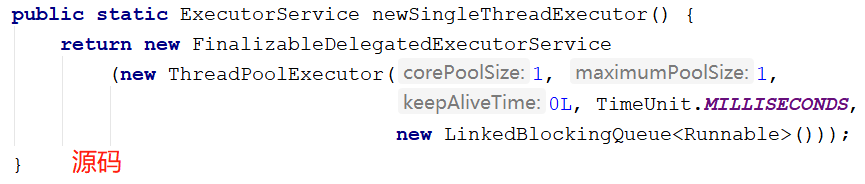 public static ExecutorService newSingleThreadExecutor() {
return new FinalizableDelegatedExecutorService
(new ThreadPoolExecutor( corePoolSize: 1, maximumPoolSize: 1,
keepAliveTime: 0L, TimeUnit.MILLISECONDS,
new LinkedBlockingQueue<Runnable>()));
} 源码